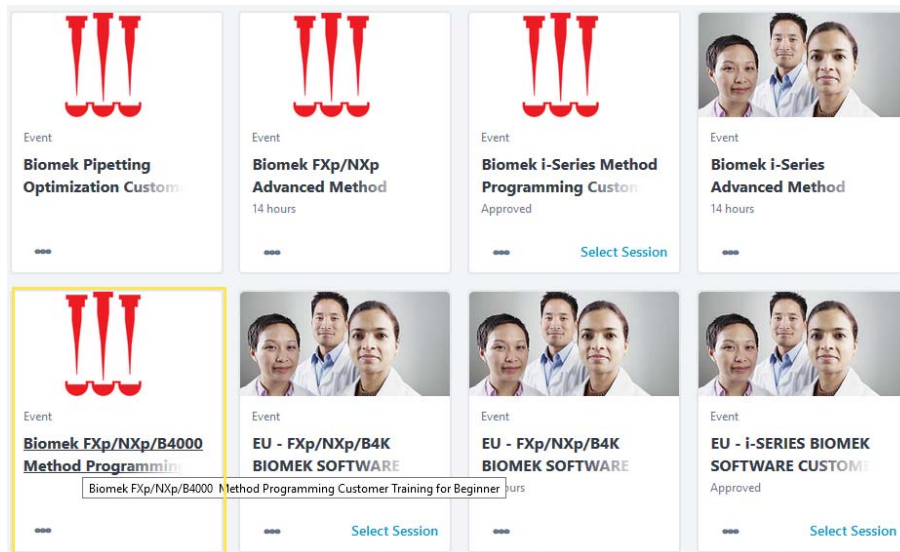 Event
Biomek Pipetting
Optimization Custom
Event
Biomek FXp/NXp
Advanced Method
14 hours
Event
Biomek i-Series Method
Programming Custom
Approved
Select Session
Event
Biomek i-Series
Advanced Method
14 hours
Event
Biomek FXp/NXp/B4000
Method Programming
Biomek FXp/NXp/B4000  Method Programming Customer Training for Beginner
Event
EU - FXp/NXp/B4K
BIOMEK SOFTWARE
Select Session
Event
EU - FXp/NXp/B4K
BIOMEK SOFTWARE
Event
EU - i-SERIES BIOMEK
SOFTWARE CUSTOME
Approved
Select Session